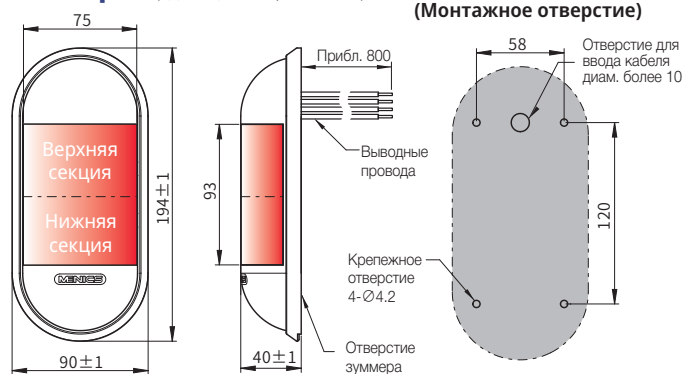 (Монтажное отверстие)
75
Прибл. 800
58
Отверстие для
ввода кабеля
диам. более 10
Верхняя
секция
Нижняя
секция
194±1
93
Выводные
провода
120
MENICS
Крепежное
отверстие
4-Ø4.2
90±1
40±1
Отверстие
зуммера